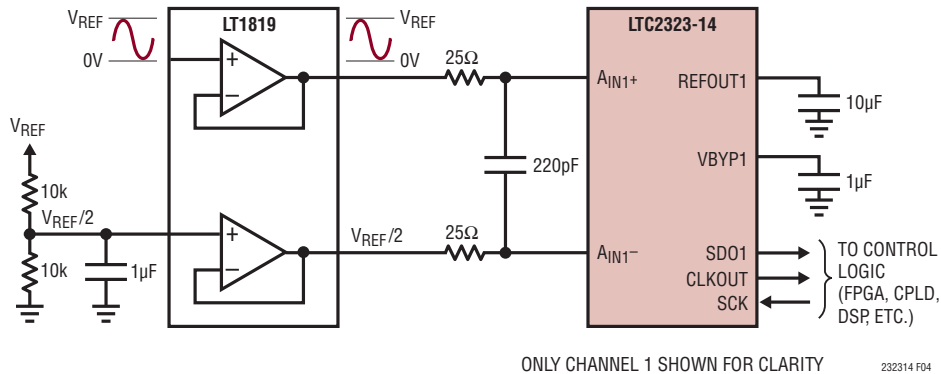 VREF
0V
LT1819
VREF
0V
+
–
25Ω
LTC2323-14
AIN1+
REFOUT1
10µF
VREF
10k
VREF/2
10k
1µF
+
–
VREF/2
25Ω
220pF
VBYP1
1µF
AIN1–
SDO1
CLKOUT
SCK
TO CONTROL
LOGIC
(FPGA, CPLD,
DSP, ETC.)
ONLY CHANNEL 1 SHOWN FOR CLARITY
232314 F04